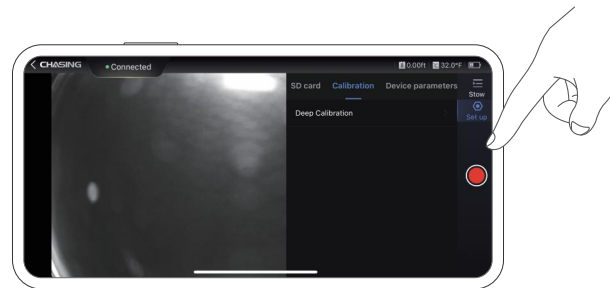 CHASING
Connected
0.00ft 32.0°F
SD card Calibration Device parameters
Stow
Set up
Deep Calibration